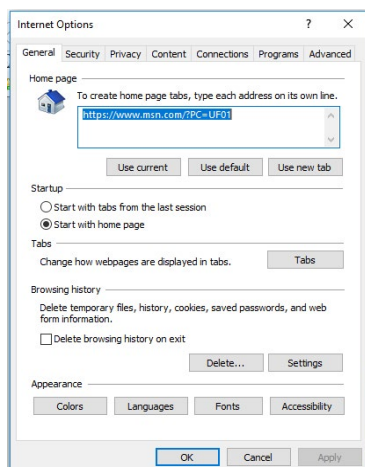 Internet Options
General Security Privacy Content Connections Programs Advanced
Home page
To create home page tabs, type each address on its own line.
https://www.msn.com/?PC=UF01
Use current Use default Use new tab
Startup
Start with tabs from the last session
Start with home page
Tabs
Change how webpages are displayed in tabs. Tabs
Browsing history
Delete temporary files, history, cookies, saved passwords, and web
form information.
Delete browsing history on exit
Delete... Settings
Appearance
Colors Languages Fonts Accessibility
OK Cancel Apply